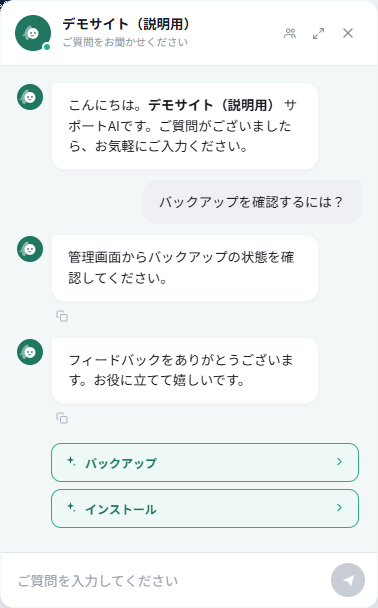 デモサイト（説明用）
ご質問をお聞かせください
こんにちは。デモサイト（説明用） サ
ポートAIです。ご質問がございました
ら、お気軽にご入力ください。
バックアップを確認するには？
管理画面からバックアップの状態を確
認してください。
フィードバックをありがとうございま
す。お役に立てて嬉しいです。
バックアップ
インストール
ご質問を入力してください